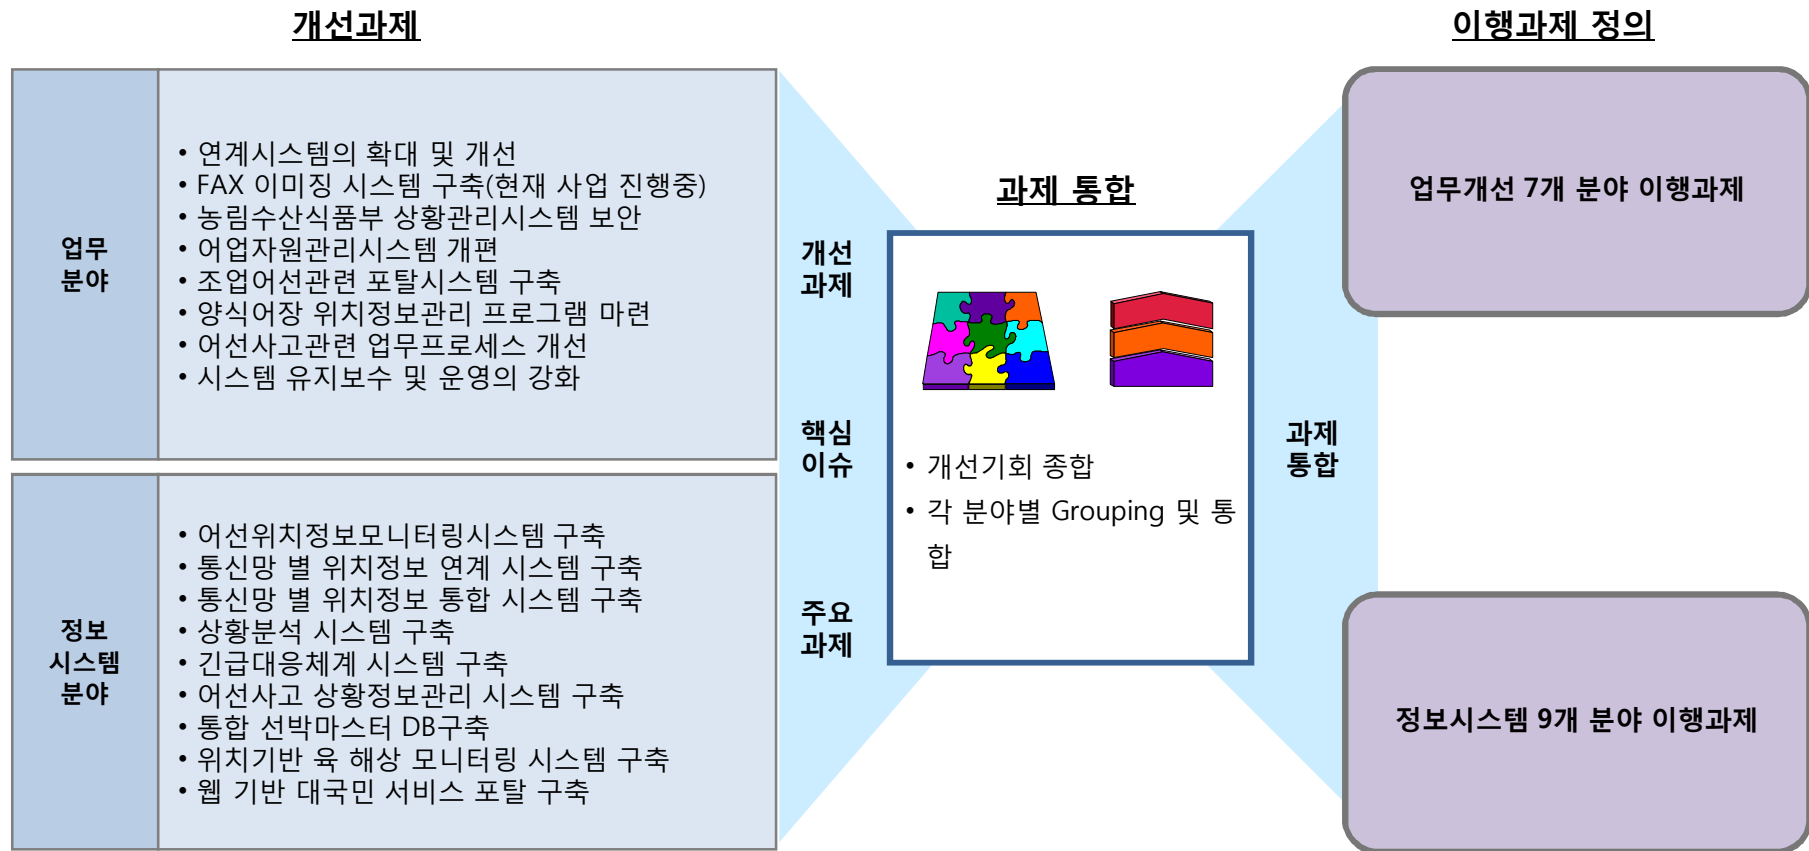 개선과제
업무
분야
• 연계시스템의 확대 및 개선
• FAX 이미징 시스템 구축(현재 사업 진행중)
• 농림수산식품부 상황관리시스템 보안
• 어업자원관리시스템 개편
• 조업어선관련 포탈시스템 구축
• 양식어장 위치정보관리 프로그램 마련
• 어선사고관련 업무프로세스 개선
• 시스템 유지보수 및 운영의 강화
정보
시스템
분야
• 어선위치정보모니터링시스템 구축
• 통신망 별 위치정보 연계 시스템 구축
• 통신망 별 위치정보 통합 시스템 구축
• 상황분석 시스템 구축
• 긴급대응체계 시스템 구축
• 어선사고 상황정보관리 시스템 구축
• 통합 선박마스터 DB구축
• 위치기반 육 해상 모니터링 시스템 구축
• 웹 기반 대국민 서비스 포탈 구축
개선
과제
핵심
이슈
주요
과제
과제 통합
• 개선기회 종합
• 각 분야별 Grouping 및 통
합
과제
통합
이행과제 정의
업무개선 7개 분야 이행과제
정보시스템 9개 분야 이행과제